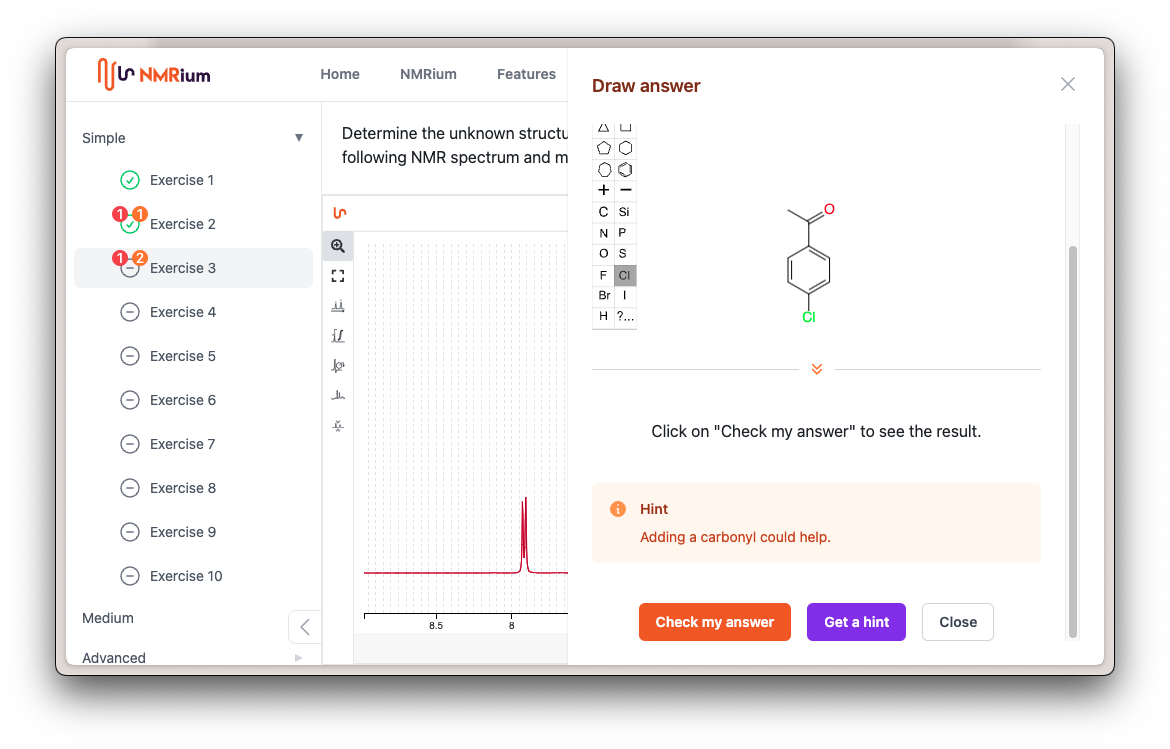 NMRium
Home
NMRium
Features
Simple
Exercise 1
1
1
Exercise 2
1
2
Exercise 3
Exercise 4
Exercise 5
Exercise 6
Exercise 7
Exercise 8
Exercise 9
Exercise 10
Medium
Advanced
Determine the unknown structu
following NMR spectrum and m
8.5
8
Draw answer
C Si
N P
O S
F Cl
Br I
H ?...
O
Cl
Click on "Check my answer" to see the result.
Hint
Adding a carbonyl could help.
Check my answer
Get a hint
Close